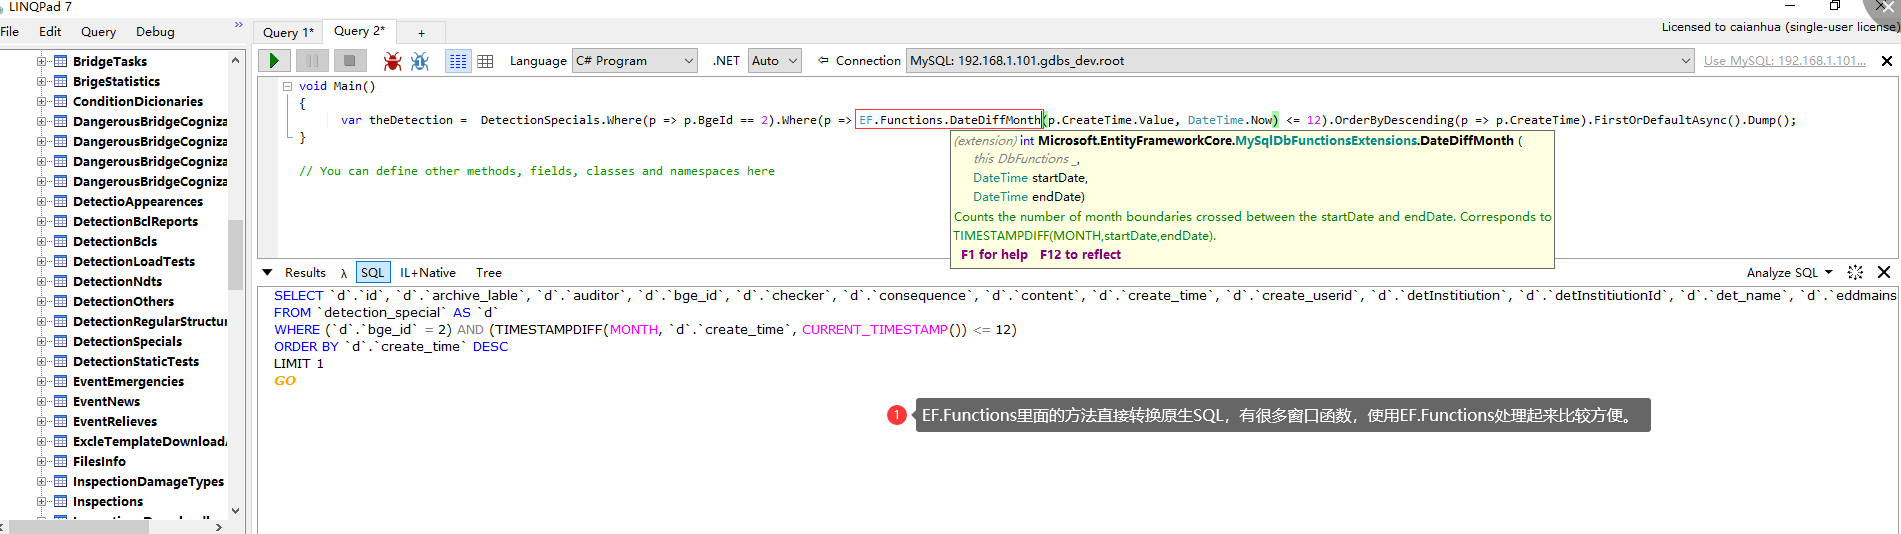 LINQPad 7
File Edit Query Debug
»
Query 1* Query 2* +
Licensed to caianhua (single-user license)
Language C# Program .NET Auto Connection MySQL: 192.168.1.101.gdbs_dev.root Use MySQL: 192.168.1.101...
BridgeTasks
BrigeStatistics
ConditionDicionaries
DangerousBridgeCogniza
DangerousBridgeCogniza
DangerousBridgeCogniza
DangerousBridgeCogniza
DetectioAppearences
DetectionBclReports
DetectionBcls
DetectionLoadTests
DetectionNdts
DetectionOthers
DetectionRegularStructur
DetectionSpecials
DetectionStaticTests
EventEmergencies
EventNews
EventRelieves
ExcleTemplateDownload
FilesInfo
InspectionDamageTypes
Inspections
void Main()
{
var theDetection = DetectionSpecials.Where(p => p.BgeId == 2).Where(p => EF.Functions.DateDiffMonth(p.CreateTime.Value, DateTime.Now) <= 12).OrderByDescending(p => p.CreateTime).FirstOrDefaultAsync().Dump();
}
// You can define other methods, fields, classes and namespaces here
(extension) int Microsoft.EntityFrameworkCore.MySqlDbFunctionsExtensions.DateDiffMonth (
this DbFunctions _,
DateTime startDate,
DateTime endDate)
Counts the number of month boundaries crossed between the startDate and endDate. Corresponds to
TIMESTAMPDIFF(MONTH,startDate,endDate).
F1 for help F12 to reflect
Results λ SQL IL+Native Tree Analyze SQL
SELECT `d`.`id`, `d`.`archive_lable`, `d`.`auditor`, `d`.`bge_id`, `d`.`checker`, `d`.`consequence`, `d`.`content`, `d`.`create_time`, `d`.`create_userid`, `d`.`detInstitiution`, `d`.`detInstitiutionId`, `d`.`det_name`, `d`.`eddmains
FROM `detection_special` AS `d`
WHERE (`d`.`bge_id` = 2) AND (TIMESTAMPDIFF(MONTH, `d`.`create_time`, CURRENT_TIMESTAMP()) <= 12)
ORDER BY `d`.`create_time` DESC
LIMIT 1
GO
1 EF.Functions里面的方法直接转换原生SQL，有很多窗口函数，使用EF.Functions处理起来比较方便。